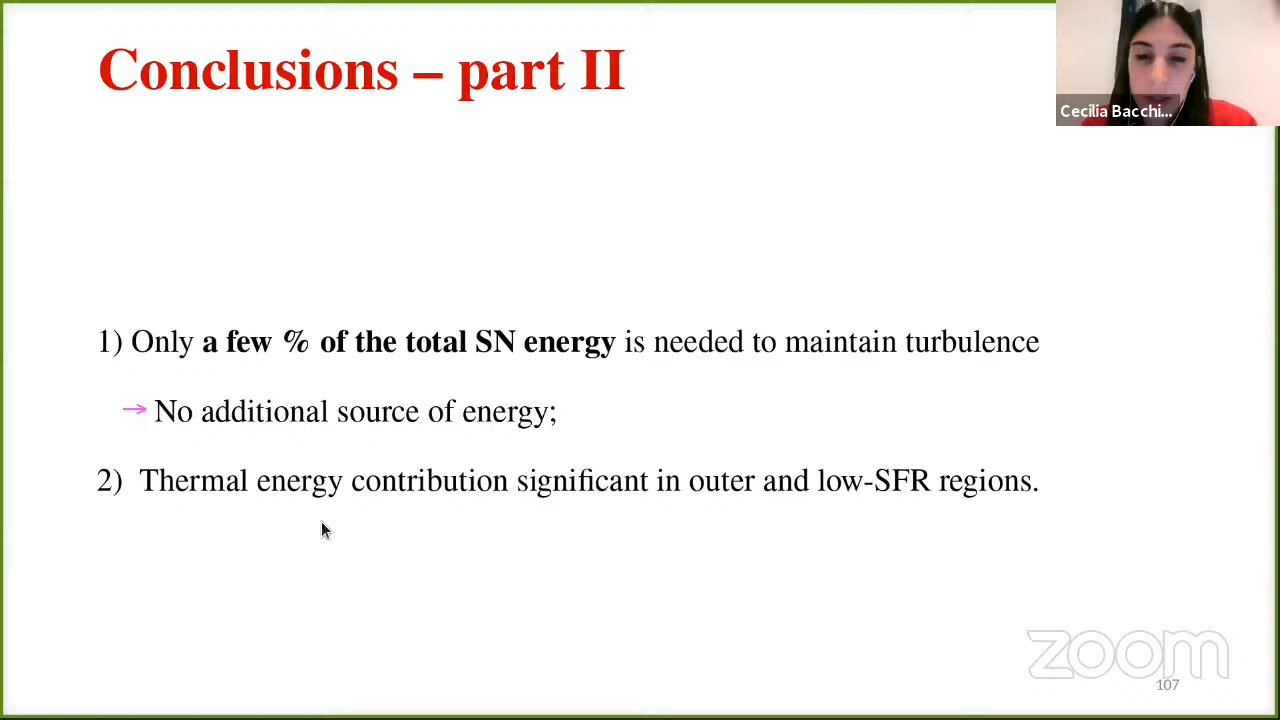 Conclusions – part II
Cecilia Bacchi...
1) Only a few % of the total SN energy is needed to maintain turbulence
→ No additional source of energy;
2) Thermal energy contribution significant in outer and low-SFR regions.
zoom
107